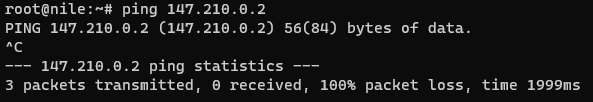 root@nile:~# ping 147.210.0.2
PING 147.210.0.2 (147.210.0.2) 56(84) bytes of data.
^C
--- 147.210.0.2 ping statistics ---
3 packets transmitted, 0 received, 100% packet loss, time 1999ms